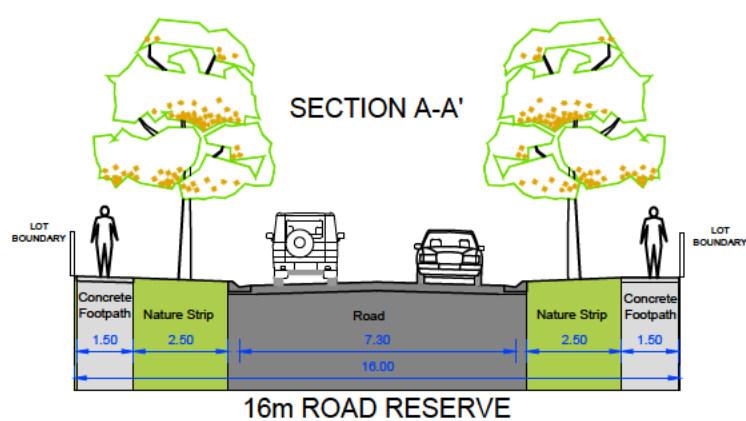 SECTION A-A'
LOT
BOUNDARY
LOT
BOUNDARY
Concrete
Footpath
Nature Strip
Road
Nature Strip
Concrete
Footpath
1.50
2.50
7.30
2.50
1.50
16.00
16m ROAD RESERVE